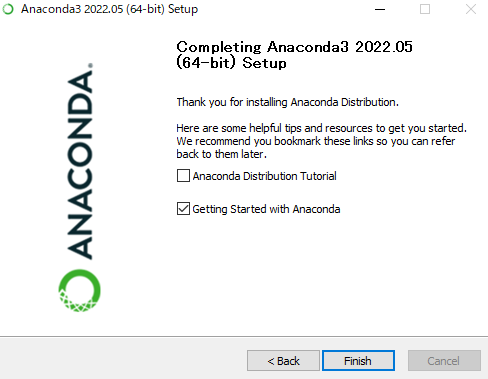 Anaconda3 2022.05 (64-bit) Setup
Completing Anaconda3 2022.05
(64-bit) Setup
ANACONDA.
Thank you for installing Anaconda Distribution.
Here are some helpful tips and resources to get you started.
We recommend you bookmark these links so you can refer
back to them later.
Anaconda Distribution Tutorial
Getting Started with Anaconda
< Back
Finish
Cancel